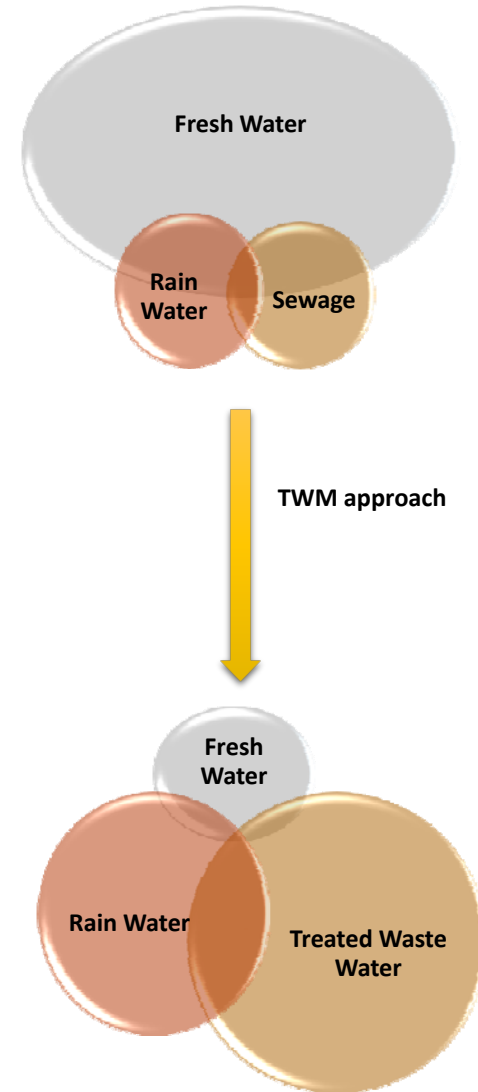 Fresh Water
Rain
Water
Sewage
TWM approach
Fresh
Water
Rain Water
Treated Waste
Water